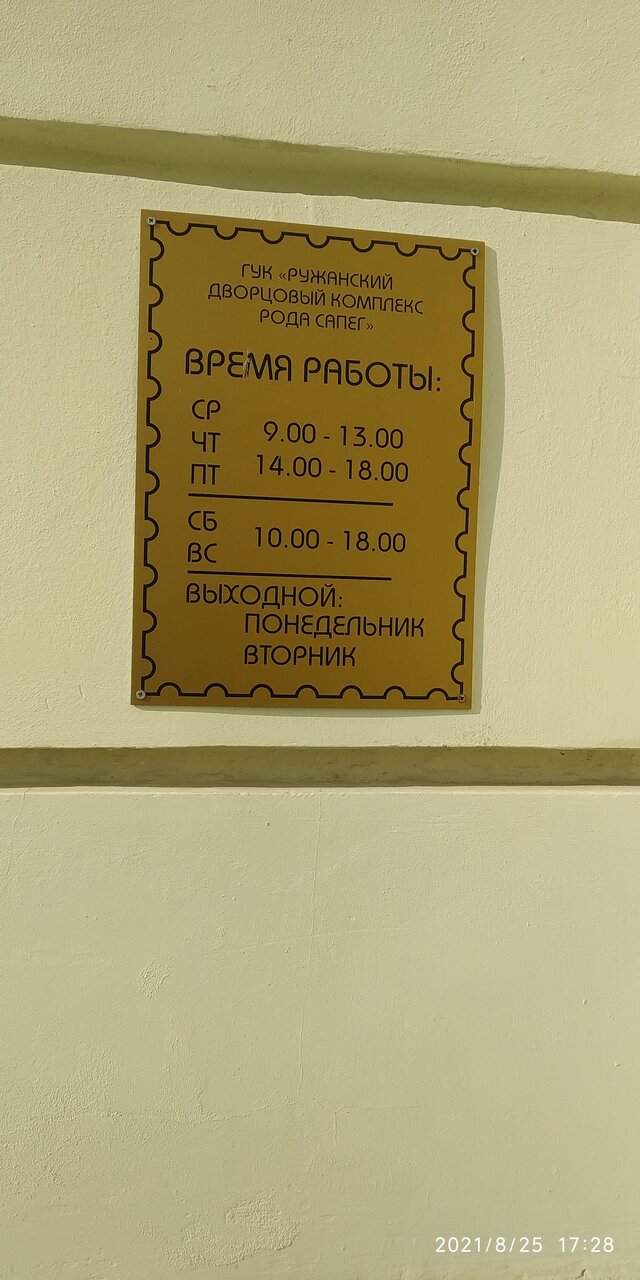 ГУК «РУЖАНСКИЙ
ДВОРЦОВЫЙ КОМПЛЕКС
РОДА САПЕГ»
ВРЕМЯ РАБОТЫ:
СР
ЧТ 9.00 - 13.00
ПТ 14.00 - 18.00
СБ
ВС 10.00 - 18.00
ВЫХОДНОЙ:
ПОНЕДЕЛЬНИК
ВТОРНИК
2021/8/25 17:28